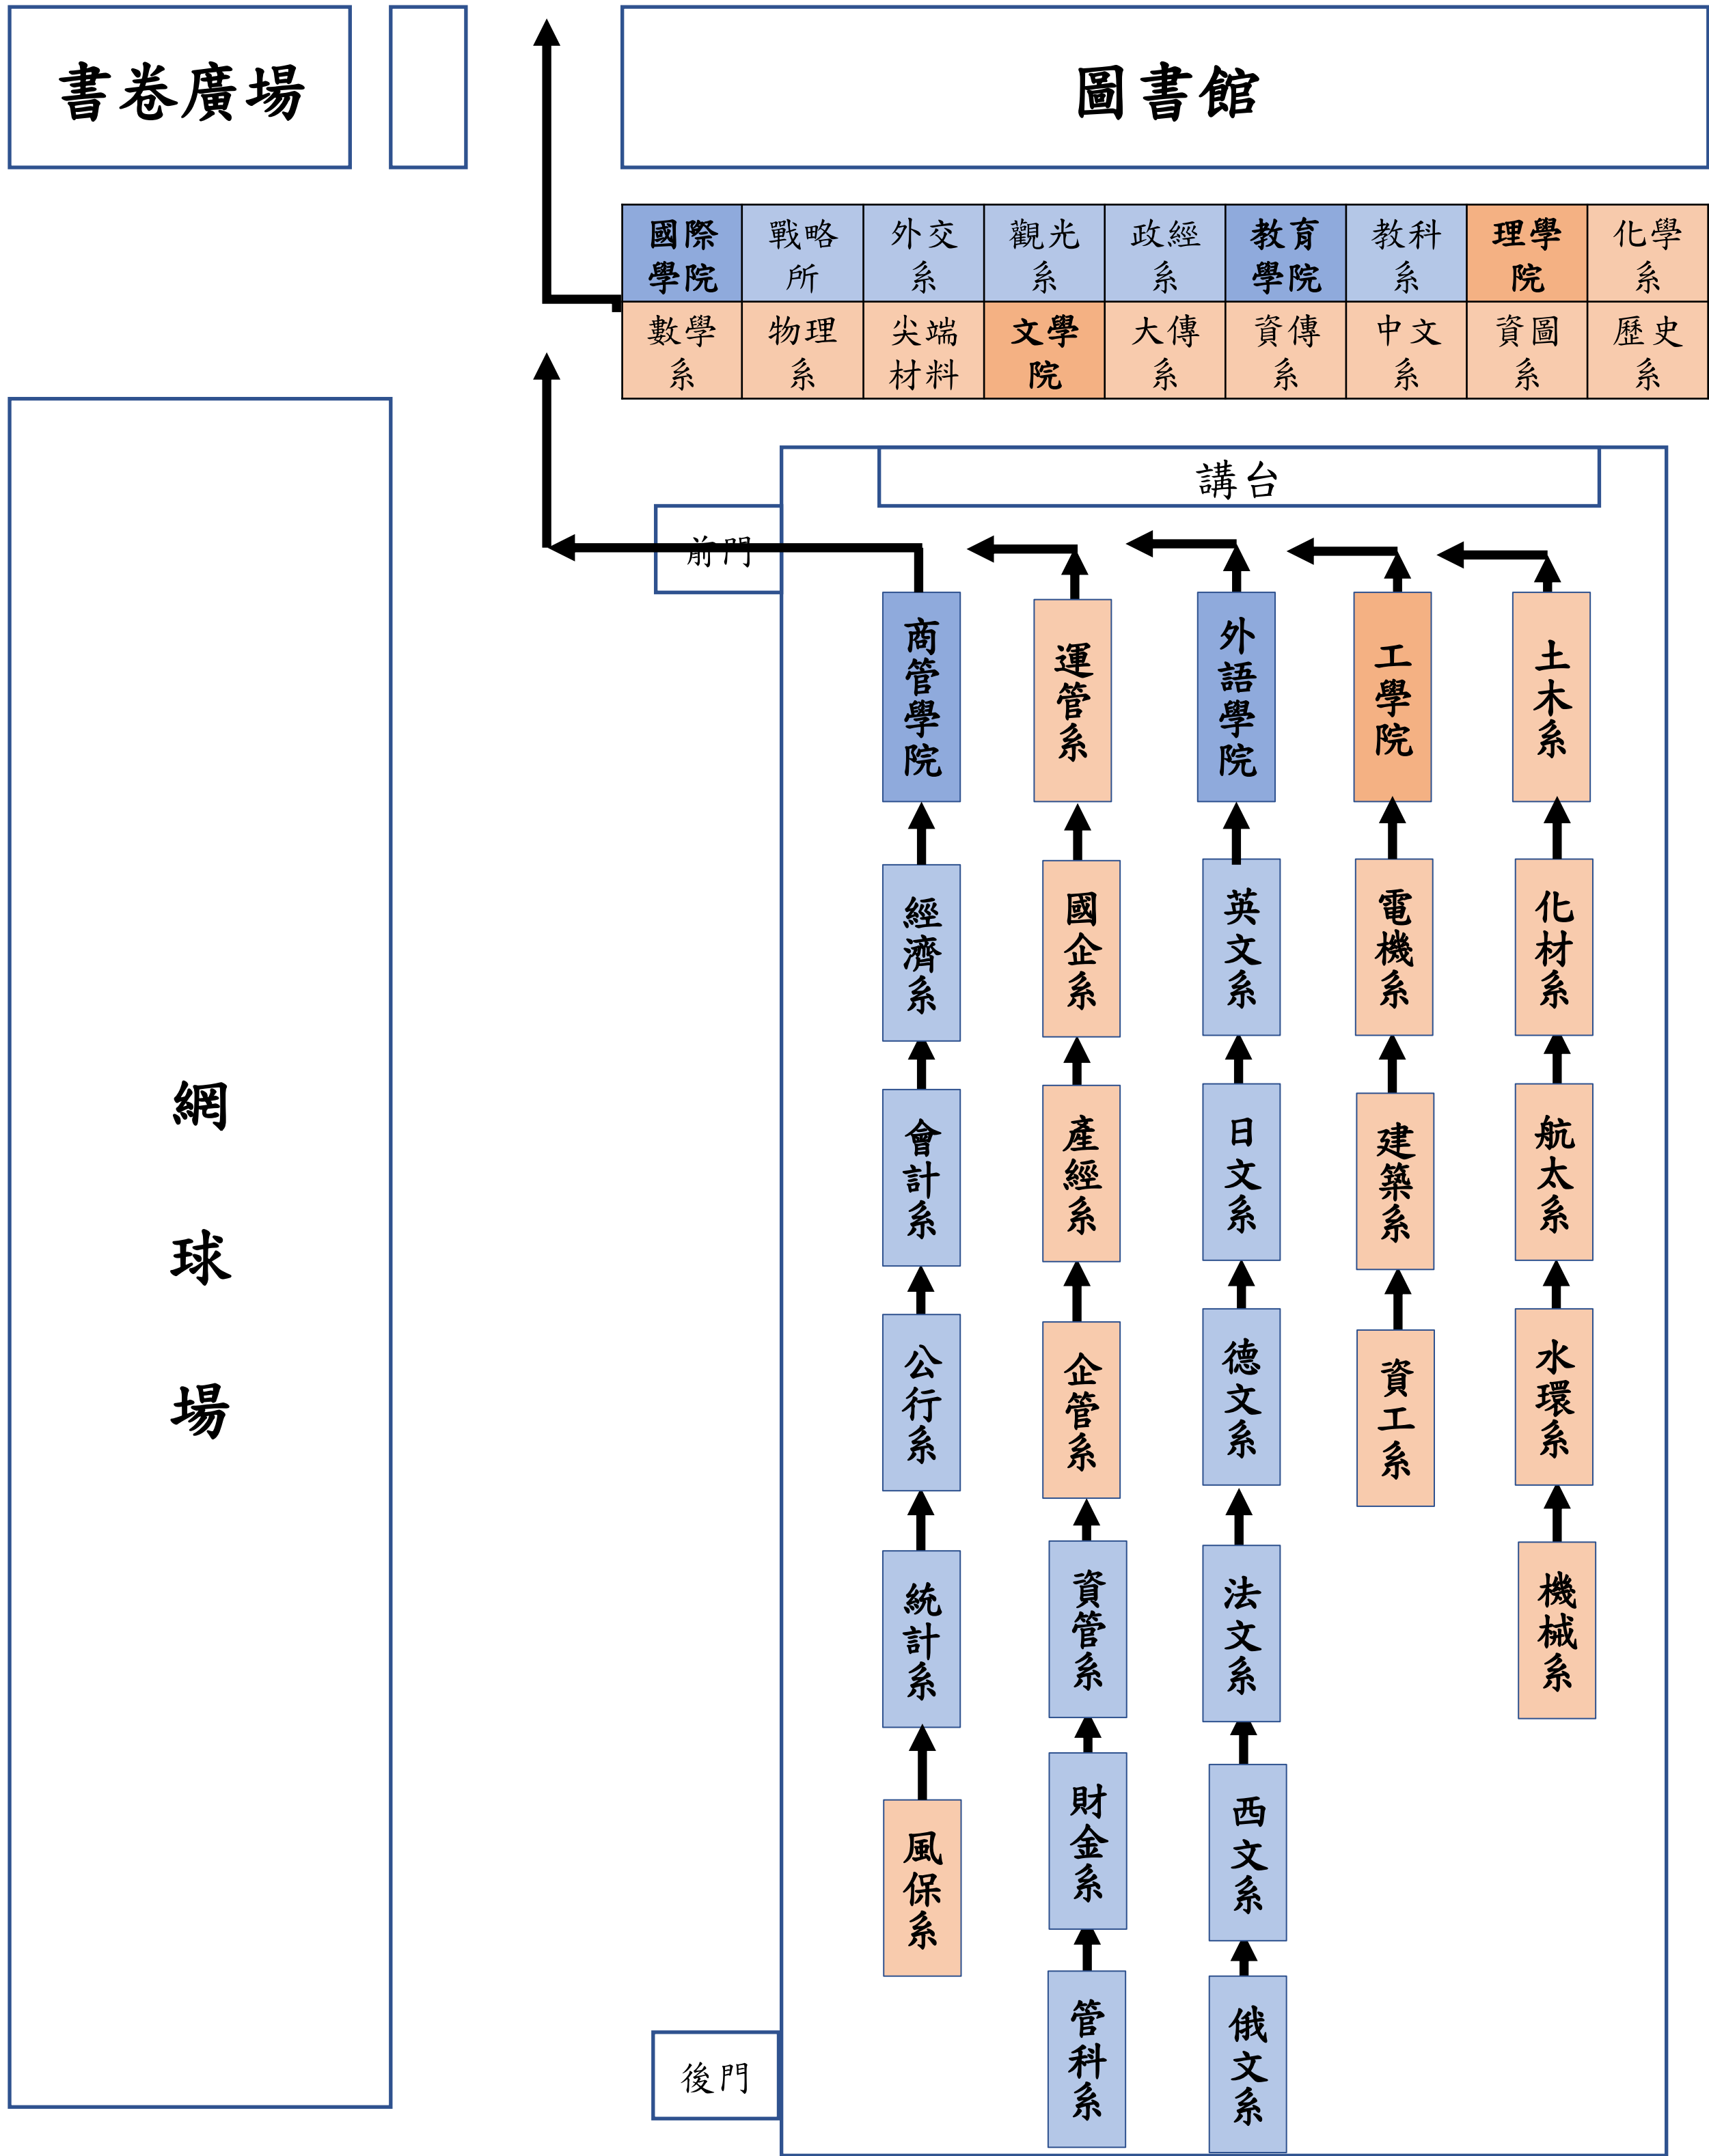 書卷廣場
圖書館
國際
學院
戰略
所
外交
系
觀光
系
政經
系
教育
學院
教科
系
理學
院
化學
系
數學
系
物理
系
尖端
材料
文學
院
大傳
系
資傳
系
中文
系
資圖
系
歷史
系
講台
前門
商管學院
經濟系
會計系
公行系
統計系
風保系
運管系
國企系
產經系
企管系
資管系
財金系
管科系
外語學院
英文系
日文系
德文系
法文系
西文系
俄文系
工學院
電機系
建築系
資工系
土木系
化材系
航太系
水環系
機械系
網球場
後門